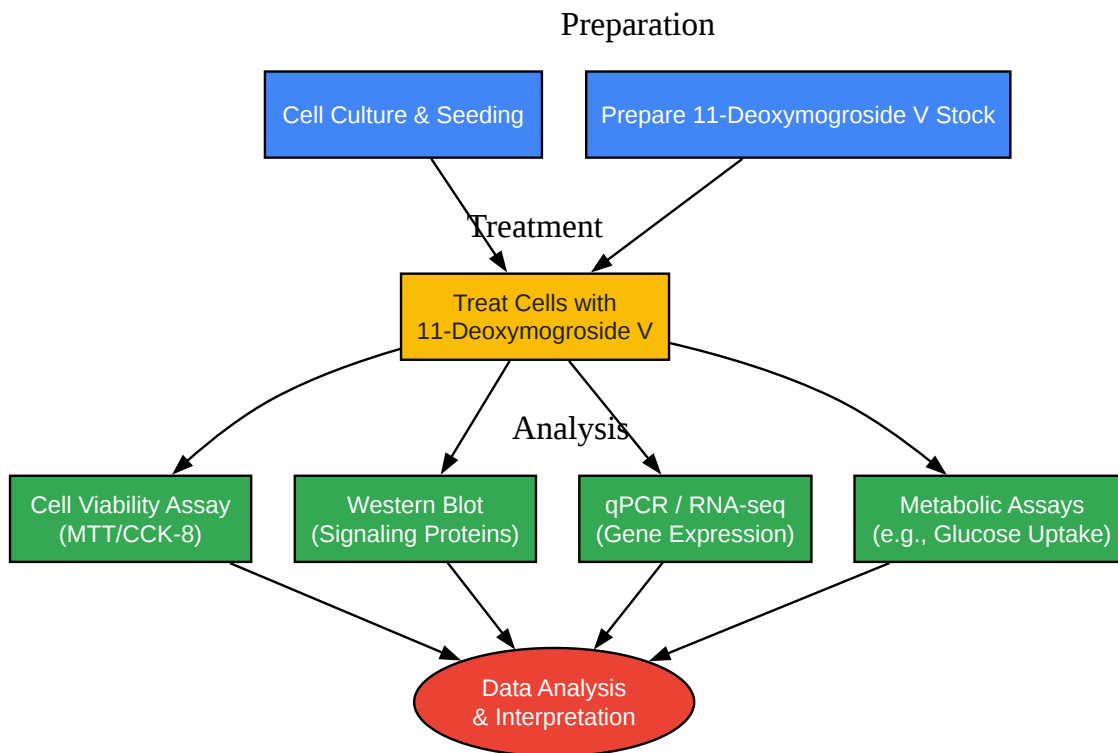 Preparation
Cell Culture & Seeding
Prepare 11-Deoxymogroside V Stock
Treatment
Treat Cells with
11-Deoxymogroside V
Analysis
Cell Viability Assay
(MTT/CCK-8)
Western Blot
(Signaling Proteins)
qPCR / RNA-seq
(Gene Expression)
Metabolic Assays
(e.g., Glucose Uptake)
Data Analysis
& Interpretation